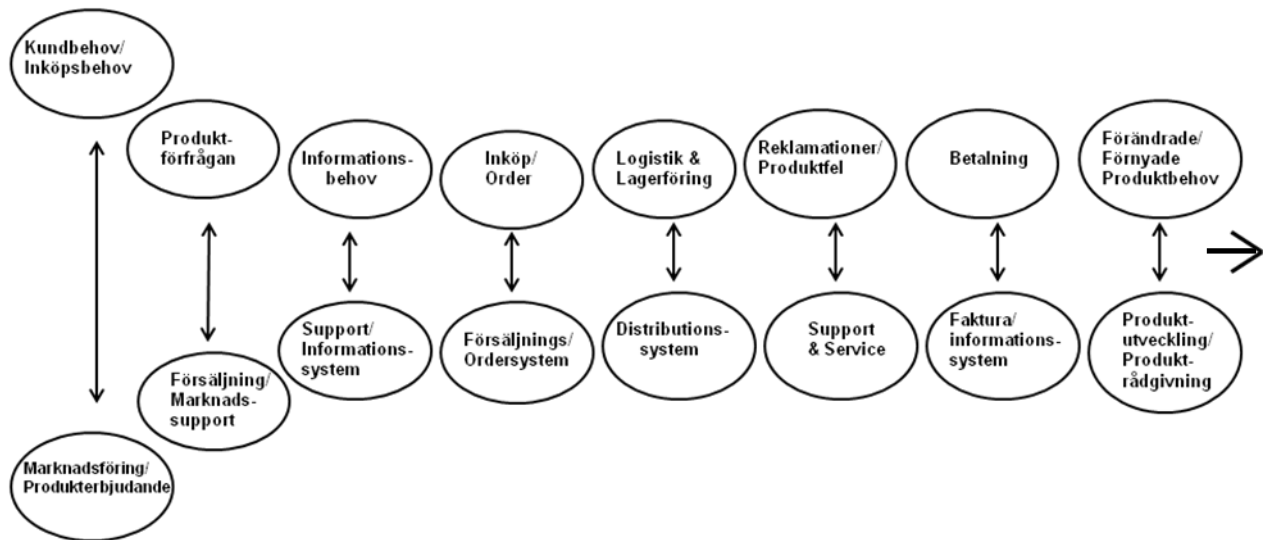 Kundbehov/
Inköpsbehov
Produkt-
förfrågan
Informations-
behov
Inköp/
Order
Logistik &
Lagerföring
Reklamationer/
Produktfel
Betalning
Förändrade/
Förnyade
Produktbehov
Marknadsföring/
Produkterbjudande
Försäljning/
Marknads-
support
Support/
Informations-
system
Försäljnings/
Ordersystem
Distributions-
system
Support
& Service
Faktura/
informations-
system
Produkt-
utveckling/
Produkt-
rådgivning